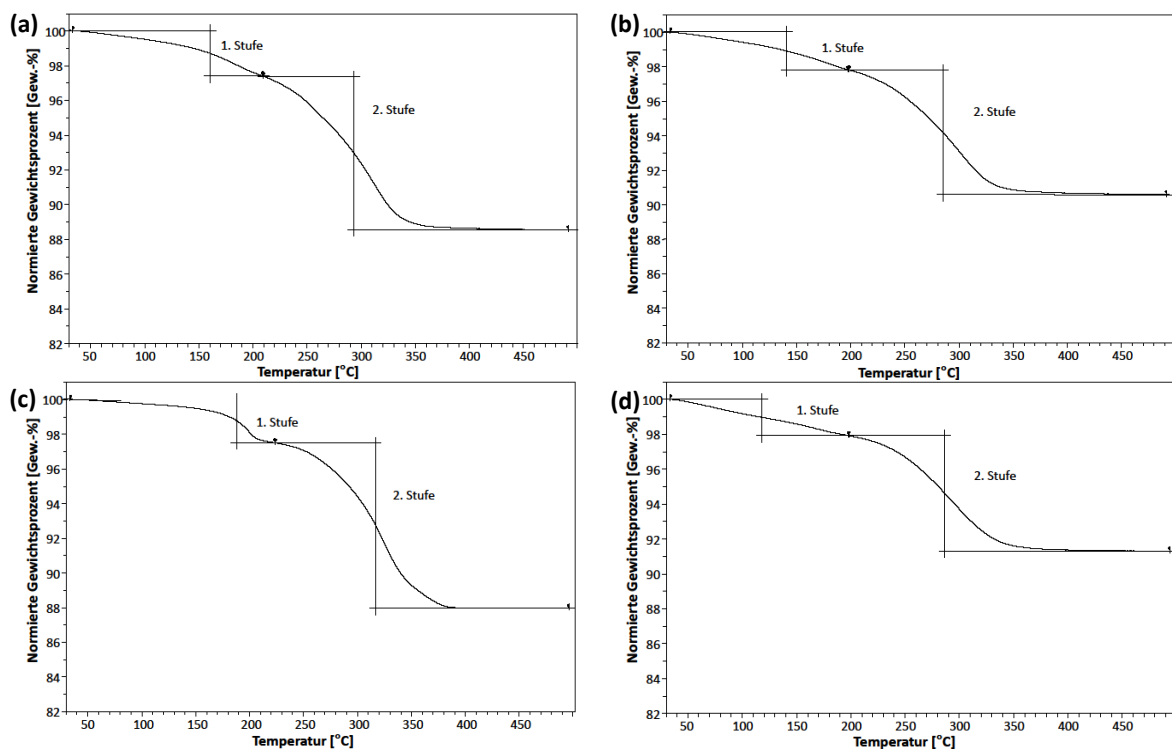 (a)
Normierte Gewichtsprozent [Gew.-%]
100
98
96
94
92
90
88
86
84
82
1. Stufe
2. Stufe
50 100 150 200 250 300 350 400 450
Temperatur [°C]
(b)
Normierte Gewichtsprozent [Gew.-%]
100
98
96
94
92
90
88
86
84
82
1. Stufe
2. Stufe
50 100 150 200 250 300 350 400 450
Temperatur [°C]
(c)
Normierte Gewichtsprozent [Gew.-%]
100
98
96
94
92
90
88
86
84
82
1. Stufe
2. Stufe
50 100 150 200 250 300 350 400 450
Temperatur [°C]
(d)
Normierte Gewichtsprozent [Gew.-%]
100
98
96
94
92
91
88
86
84
82
1. Stufe
2. Stufe
50 100 150 200 250 300 350 400 450
Temperatur [°C]